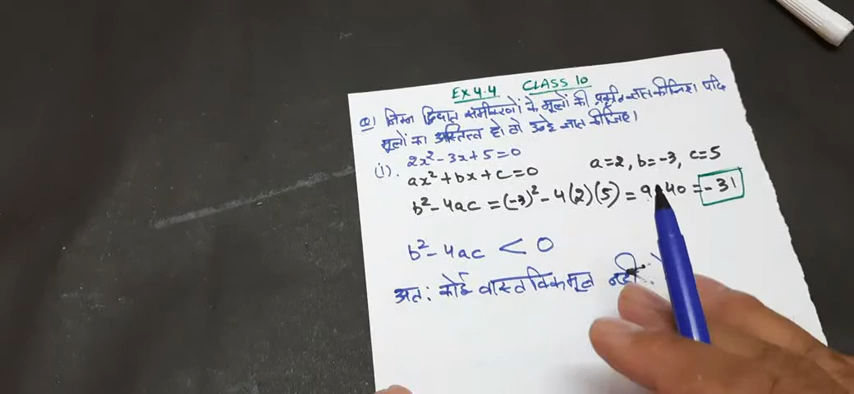 EX 4.4 CLASS 10
Q1 निम्न द्विघात समीकरणों के मूलों की प्रकृति ज्ञात कीजिए। यदि
मूलों का अस्तित्व हो तो उन्हें ज्ञात कीजिए।
(i). 2x²-3x+5=0
ax²+bx+c=0 a=2, b=-3, c=5
b²-4ac = (-3)² - 4(2)(5) = 9-40 = -31
b²-4ac < 0
अत: कोई वास्तविक मूल नहीं